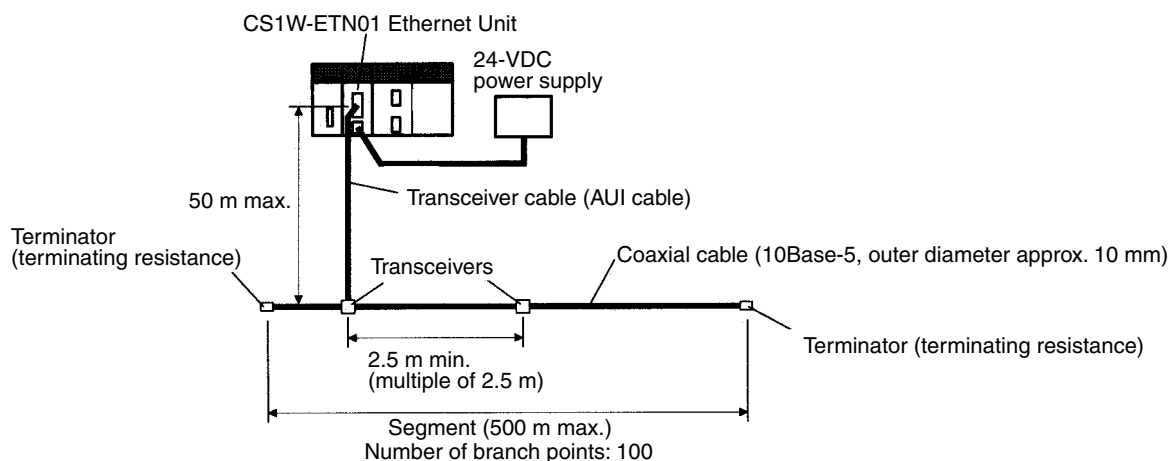 CS1W-ETN01 Ethernet Unit
24-VDC
power supply
50 m max.
Transceiver cable (AUI cable)
Terminator
(terminating resistance)
Transceivers
Coaxial cable (10Base-5, outer diameter approx. 10 mm)
2.5 m min.
(multiple of 2.5 m)
Terminator (terminating resistance)
Segment (500 m max.)
Number of branch points: 100